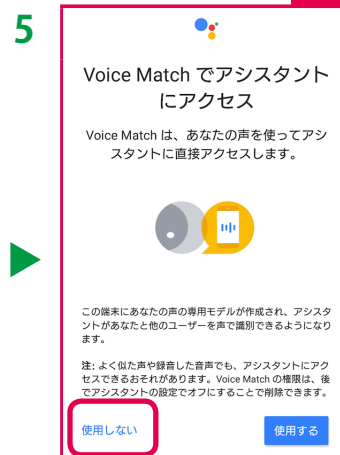 5
Voice Match でアシスタント
にアクセス
Voice Match は、あなたの声を使ってアシ
スタントに直接アクセスします。
この端末にあなたの声の専用モデルが作成され、アシスタ
ントがあなたと他のユーザーを声で識別できるようになり
ます。
注: よく似た声や録音した音声でも、アシスタントにアク
セスできるおそれがあります。Voice Match の権限は、後
でアシスタントの設定でオフにすることで削除できます。
使用しない
使用する